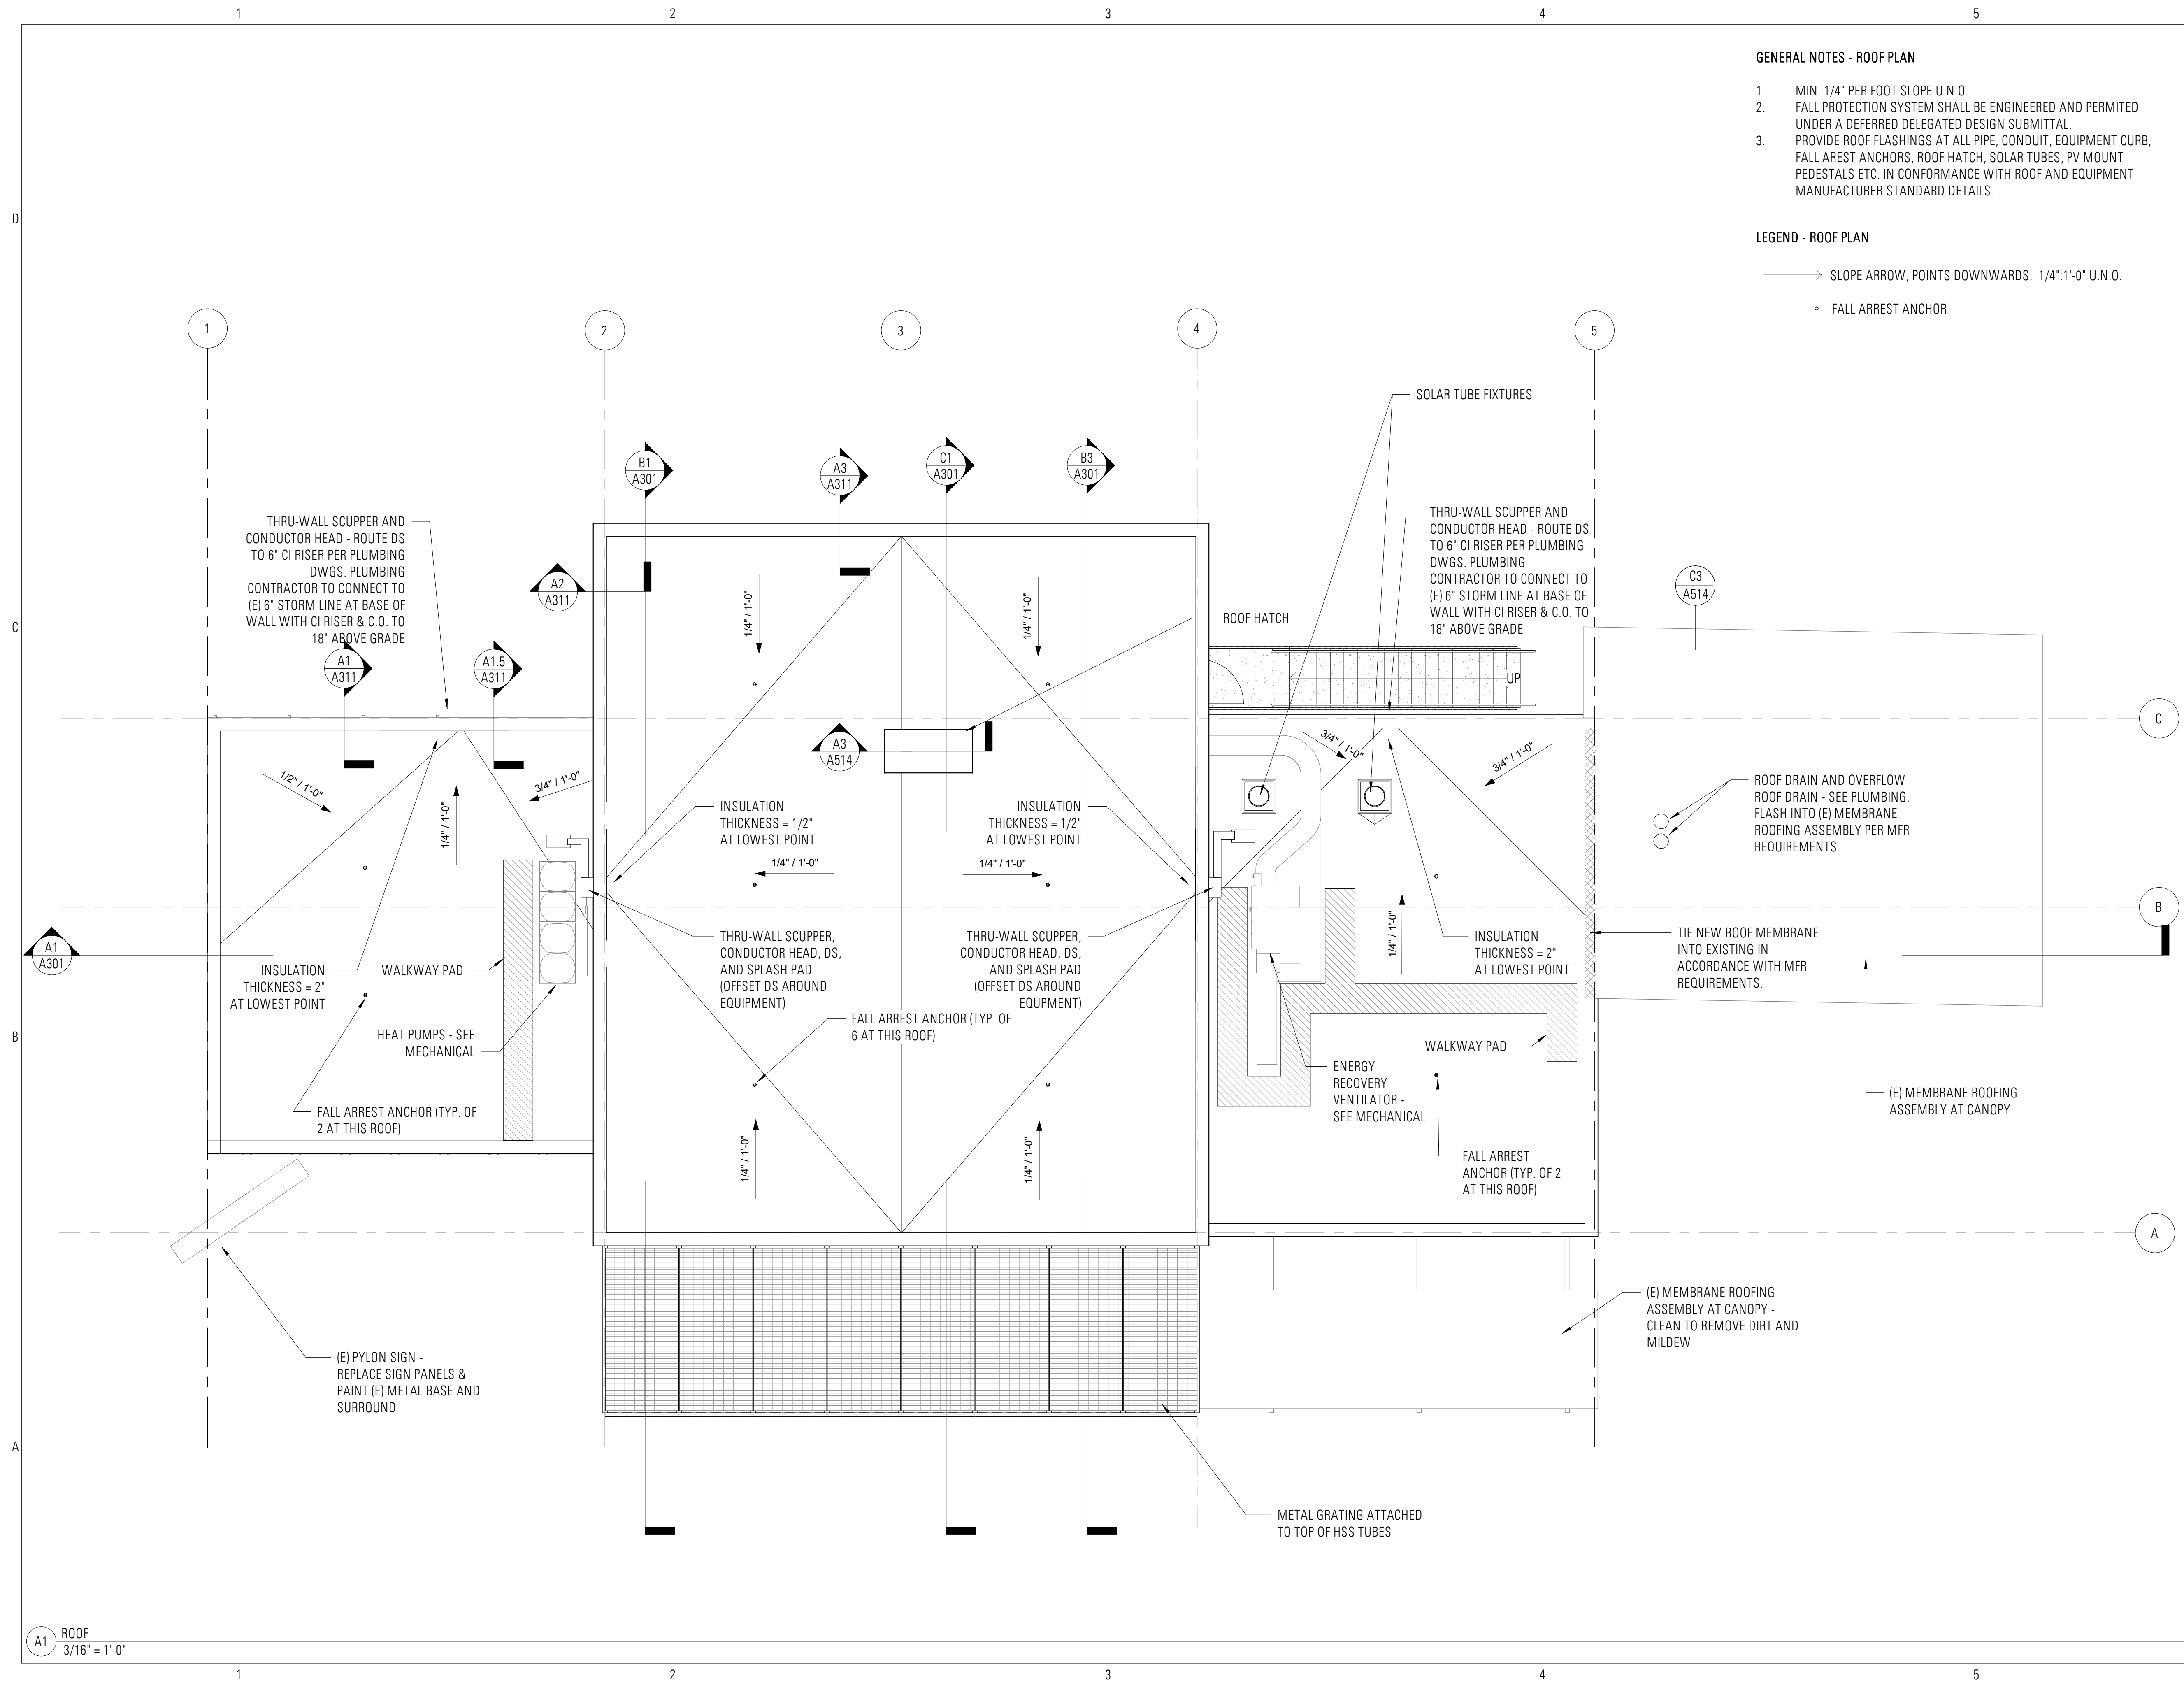 1 2 3 4 5
GENERAL NOTES - ROOF PLAN
1. MIN. 1/4" PER FOOT SLOPE U.N.O.
2. FALL PROTECTION SYSTEM SHALL BE ENGINEERED AND PERMITED
UNDER A DEFERRED DELEGATED DESIGN SUBMITTAL.
3. PROVIDE ROOF FLASHINGS AT ALL PIPE, CONDUIT, EQUIPMENT CURB,
FALL AREST ANCHORS, ROOF HATCH, SOLAR TUBES, PV MOUNT
PEDESTALS ETC. IN CONFORMANCE WITH ROOF AND EQUIPMENT
MANUFACTURER STANDARD DETAILS.
D
LEGEND - ROOF PLAN
SLOPE ARROW, POINTS DOWNWARDS. 1/4":1'-0" U.N.O.
FALL ARREST ANCHOR
1 2 3 4 5
SOLAR TUBE FIXTURES
B1
A301
A3
A311
C1
A301
B3
A301
THRU-WALL SCUPPER AND
CONDUCTOR HEAD - ROUTE DS
TO 6" CI RISER PER PLUMBING
DWGS. PLUMBING
CONTRACTOR TO CONNECT TO
(E) 6" STORM LINE AT BASE OF
WALL WITH CI RISER & C.O. TO
18" ABOVE GRADE
THRU-WALL SCUPPER AND
CONDUCTOR HEAD - ROUTE DS
TO 6" CI RISER PER PLUMBING
DWGS. PLUMBING
CONTRACTOR TO CONNECT TO
(E) 6" STORM LINE AT BASE OF
WALL WITH CI RISER & C.O. TO
18" ABOVE GRADE
A2
A311
C3
A514
1/4" / 1'-0"
1/4" / 1'-0"
ROOF HATCH
C
A1
A311
A1.5
A311
UP
C
A3
A514
1/2" / 1'-0"
1/4" / 1'-0"
3/4" / 1'-0"
3/4" / 1'-0"
3/4" / 1'-0"
INSULATION
THICKNESS = 1/2"
AT LOWEST POINT
INSULATION
THICKNESS = 1/2"
AT LOWEST POINT
1/4" / 1'-0"
1/4" / 1'-0"
ROOF DRAIN AND OVERFLOW
ROOF DRAIN - SEE PLUMBING.
FLASH INTO (E) MEMBRANE
ROOFING ASSEMBLY PER MFR
REQUIREMENTS.
B
A1
A301
INSULATION
THICKNESS = 2"
AT LOWEST POINT
WALKWAY PAD
HEAT PUMPS - SEE
MECHANICAL
THRU-WALL SCUPPER,
CONDUCTOR HEAD, DS,
AND SPLASH PAD
(OFFSET DS AROUND
EQUIPMENT)
THRU-WALL SCUPPER,
CONDUCTOR HEAD, DS,
AND SPLASH PAD
(OFFSET DS AROUND
EQUPMENT)
1/4" / 1'-0"
INSULATION
THICKNESS = 2"
AT LOWEST POINT
TIE NEW ROOF MEMBRANE
INTO EXISTING IN
ACCORDANCE WITH MFR
REQUIREMENTS.
FALL ARREST ANCHOR (TYP. OF
6 AT THIS ROOF)
B
WALKWAY PAD
ENERGY
RECOVERY
VENTILATOR -
SEE MECHANICAL
(E) MEMBRANE ROOFING
ASSEMBLY AT CANOPY
FALL ARREST ANCHOR (TYP. OF
2 AT THIS ROOF)
1/4" / 1'-0"
1/4" / 1'-0"
FALL ARREST
ANCHOR (TYP. OF 2
AT THIS ROOF)
A
(E) MEMBRANE ROOFING
ASSEMBLY AT CANOPY -
CLEAN TO REMOVE DIRT AND
MILDEW
(E) PYLON SIGN -
REPLACE SIGN PANELS &
PAINT (E) METAL BASE AND
SURROUND
A
METAL GRATING ATTACHED
TO TOP OF HSS TUBES
A1 ROOF
3/16" = 1'-0"
1 2 3 4 5